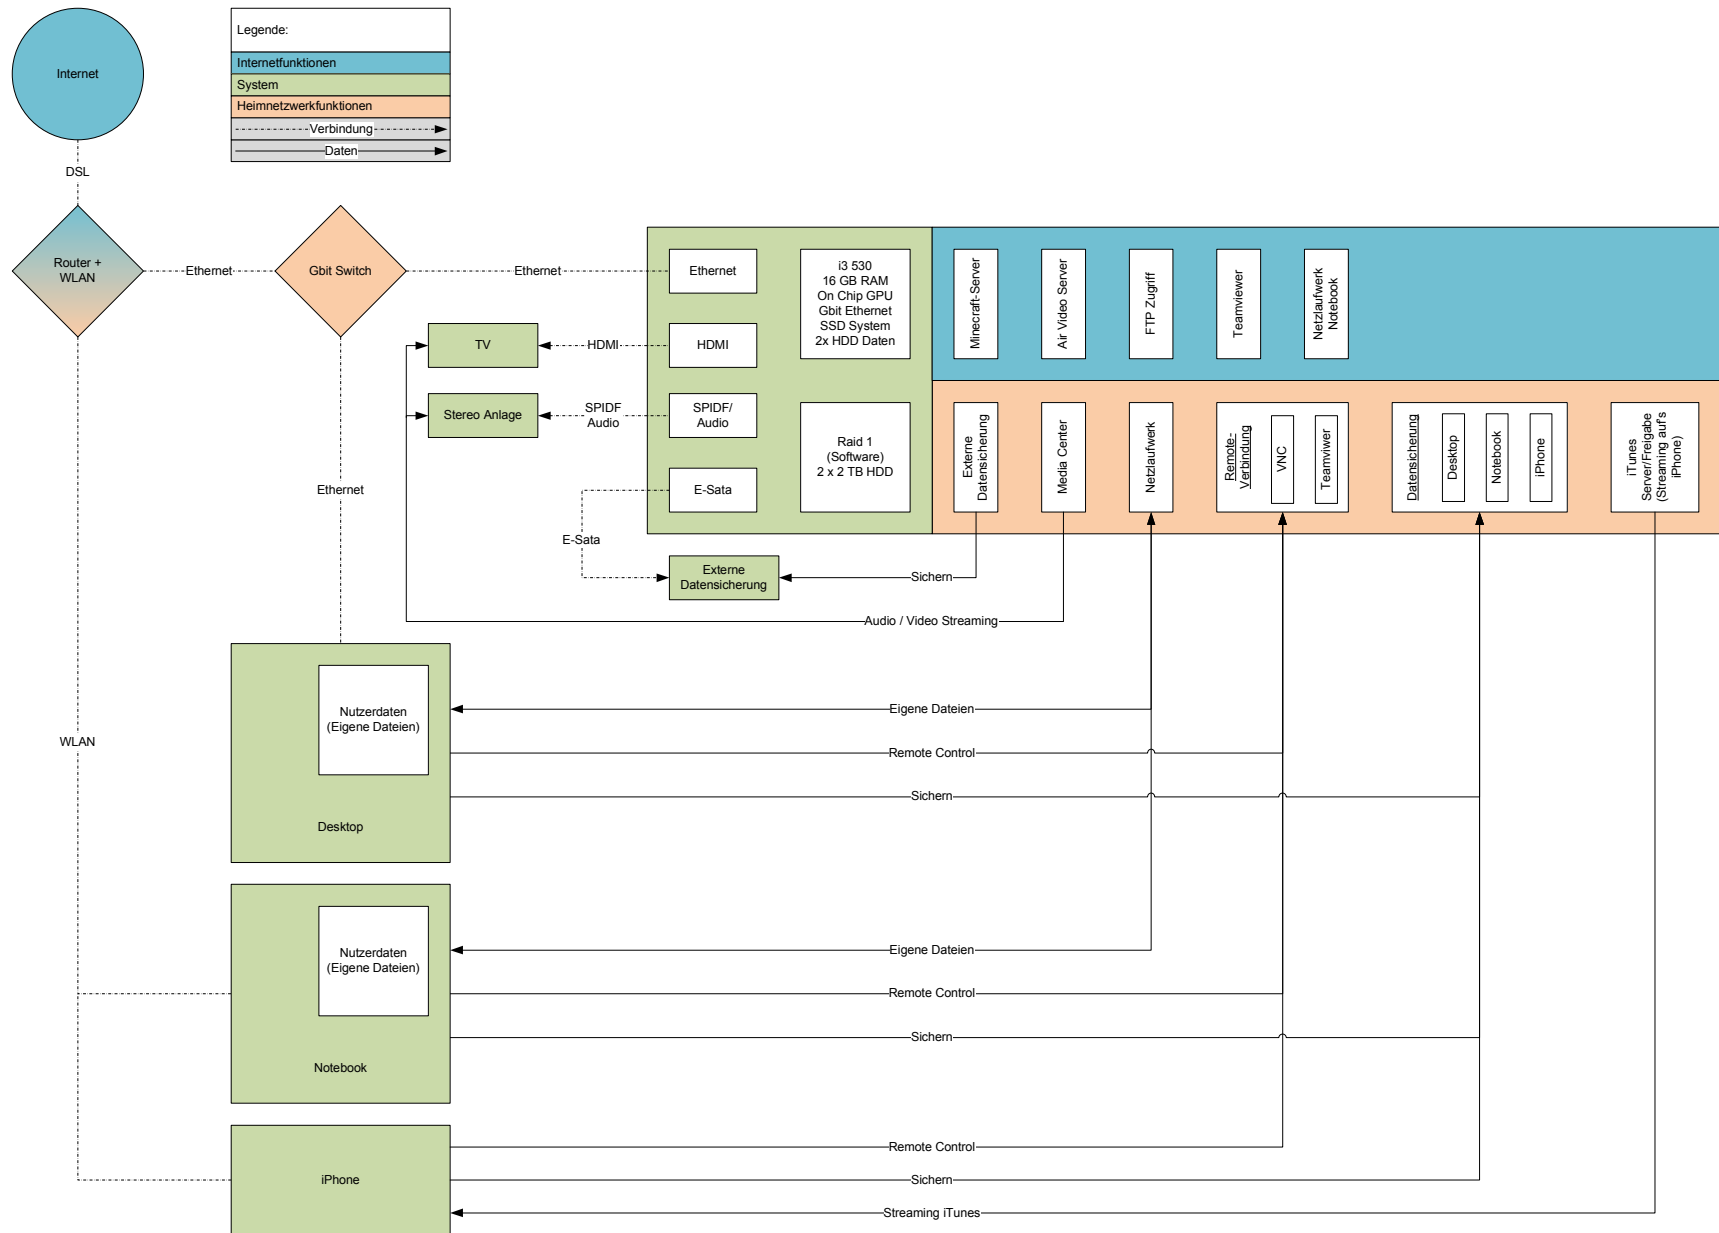 Internet
Legende:
Internetfunktionen
System
Heimnetzwerkfunktionen
Verbindung
Daten
DSL
Router +
WLAN
Ethernet
Gbit Switch
Ethernet
Ethernet
i3 530
16 GB RAM
On Chip GPU
Gbit Ethernet
SSD System
2x HDD Daten
Minecraft-Server
Air Video Server
FTP Zugriff
Teamviewer
Netzlaufwerk
Notebook
TV
HDMI
HDMI
Stereo Anlage
SPIDF
Audio
SPIDF/
Audio
Raid 1
(Software)
2 x 2 TB HDD
E-Sata
Externe
Datensicherung
Media Center
Netzlaufwerk
Remote-
Verbindung
VNC
Teamviwer
Datensicherung
Desktop
Notebook
iPhone
iTunes
Server/Freigabe
(Streaming auf's
iPhone)
Ethernet
E-Sata
Externe
Datensicherung
Sichern
Audio / Video Streaming
Nutzerdaten
(Eigene Dateien)
Desktop
Eigene Dateien
Remote Control
Sichern
WLAN
Nutzerdaten
(Eigene Dateien)
Notebook
Eigene Dateien
Remote Control
Sichern
iPhone
Remote Control
Sichern
Streaming iTunes